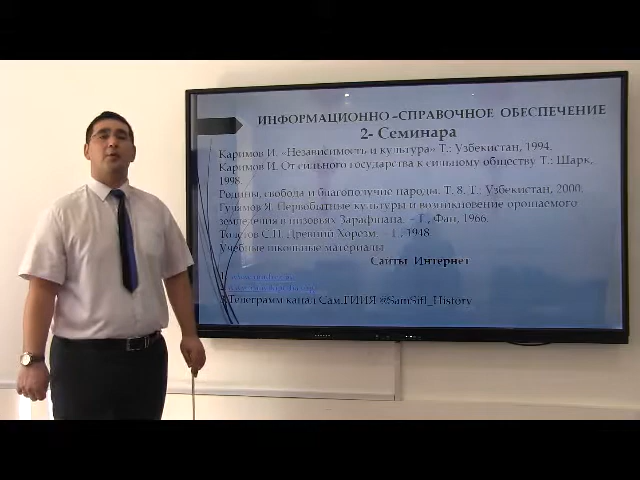 ИНФОРМАЦИОННО –СПРАВОЧНОЕ ОБЕСПЕЧЕНИЕ
2- Семинара
Каримов И. «Независимость и культура» Т.: Узбекистан, 1994.
Каримов И. От сильного государства к сильному обществу Т.: Шарк,
1998.
Родины, свобода и благополучие народы. Т. 8. Т.: Узбекистан, 2000.
Гулямов Я. Первобытные культуры и возникновение орошаемого
земледелия в низовьях Зарафшана. – Т., Фан, 1966.
Толстов С.П. Древний Хорезм. – 1948
Учебные школьные материалы
Сайты Интернет
Телеграмм канал Сам.ГИИЯ @SamSifl_History